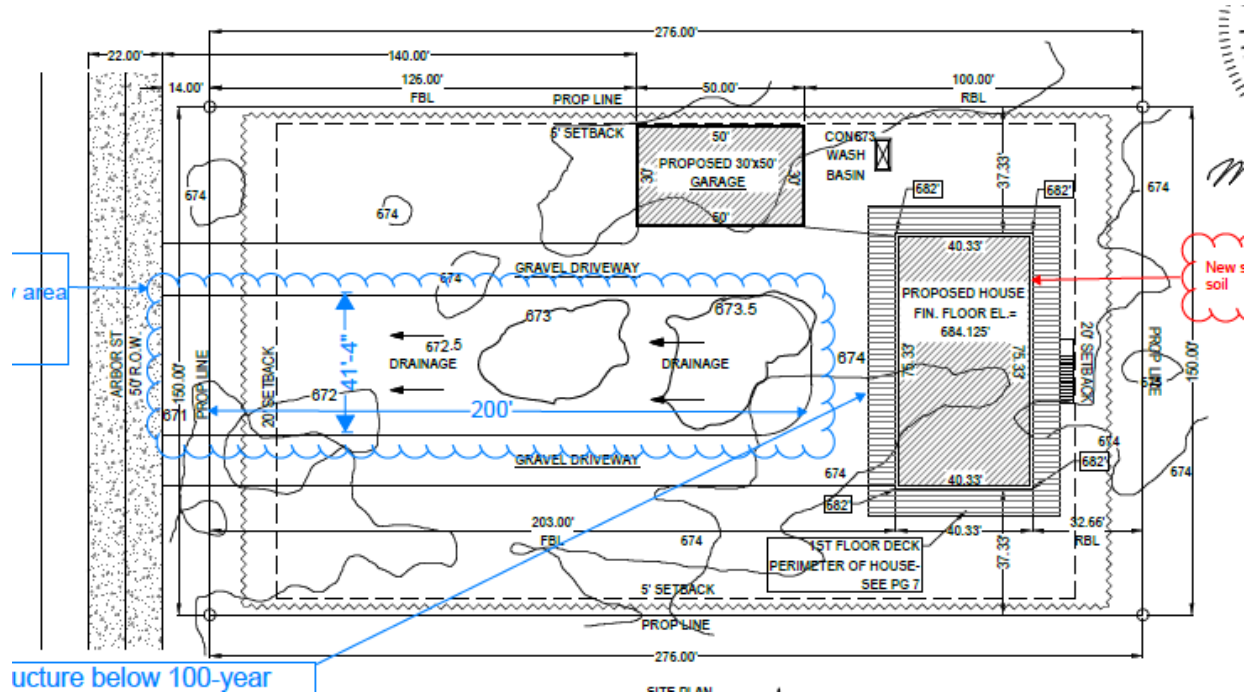 276.00'
22.00'
140.00'
14.00'
126.00'
FBL
PROP LINE
50.00'
100.00'
RBL
5' SETBACK
50'
PROPOSED 30'x50'
GARAGE
30'
30'
50'
CONC
WASH
BASIN
673
37.33'
682'
682'
674
674
674
674
40.33'
GRAVEL DRIVEWAY
New s
soil
area
PROPOSED HOUSE
FIN. FLOOR EL.=
684.125'
673
673.5
672.5
DRAINAGE
DRAINAGE
674
41'-4"
75.33'
75.33'
20' SETBACK
PROP LINE
150.00'
675
ARBOR ST
50' R.O.W.
150.00'
PROP LINE
20' SETBACK
672
671
200'
GRAVEL DRIVEWAY
674
674
674
682'
40.33'
682'
203.00'
FBL
40.33'
32.66'
RBL
674
1ST FLOOR DECK
PERIMETER OF HOUSE-
SEE PG 7
37.33'
5' SETBACK
PROP LINE
276.00'
ucture below 100-year
SITE PLAN